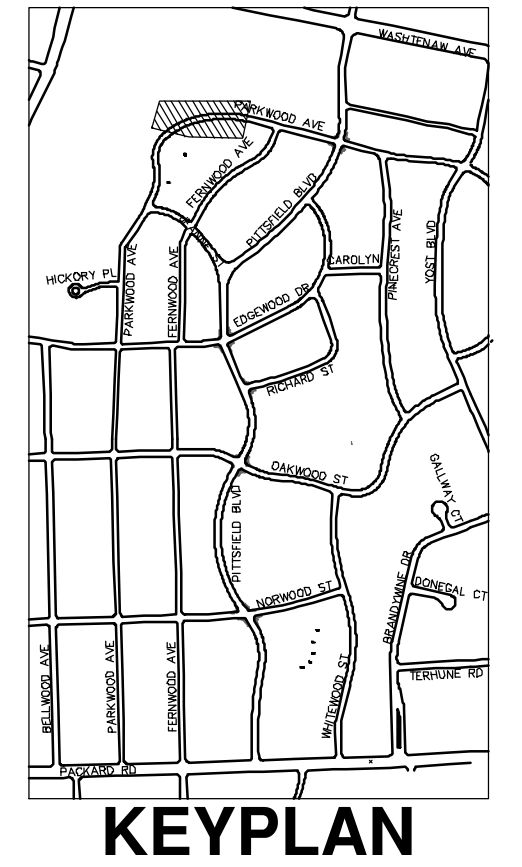 WASHTENAW AVE
PARKWOOD AVE
FERNWOOD AVE
PITTSFIELD BLVD
CAROLYN
PINECREST AVE
YOST BLVD
HICKORY PL
PARKWOOD AVE
FERNWOOD AVE
EDGEWOOD DR
RICHARD ST
OAKWOOD ST
GALLWAY CT
PITTSFIELD BLVD
NORWOOD ST
BRANDYWINE DR
DONEGAL CT
BELLWOOD AVE
PARKWOOD AVE
FERNWOOD AVE
WHITEWOOD ST
TERHUNE RD
PACKARD RD
KEYPLAN